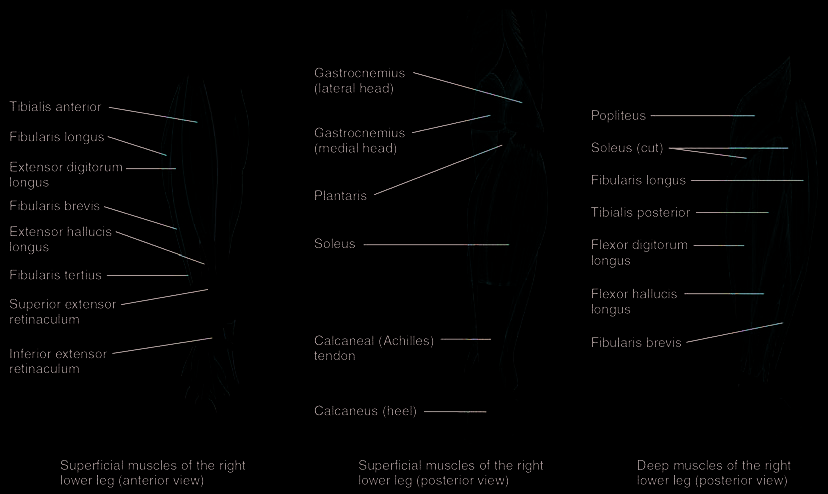 Tibialis anterior
Fibularis longus
Extensor digitorum
longus
Fibularis brevis
Extensor hallucis
longus
Fibularis tertius
Superior extensor
retinaculum
Inferior extensor
retinaculum
Superficial muscles of the right
lower leg (anterior view)
Gastrocnemius
(lateral head)
Gastrocnemius
(medial head)
Plantaris
Soleus
Calcaneal (Achilles)
tendon
Calcaneus (heel)
Superficial muscles of the right
lower leg (posterior view)
Popliteus
Soleus (cut)
Fibularis longus
Tibialis posterior
Flexor digitorum
longus
Flexor hallucis
longus
Fibularis brevis
Deep muscles of the right
lower leg (posterior view)